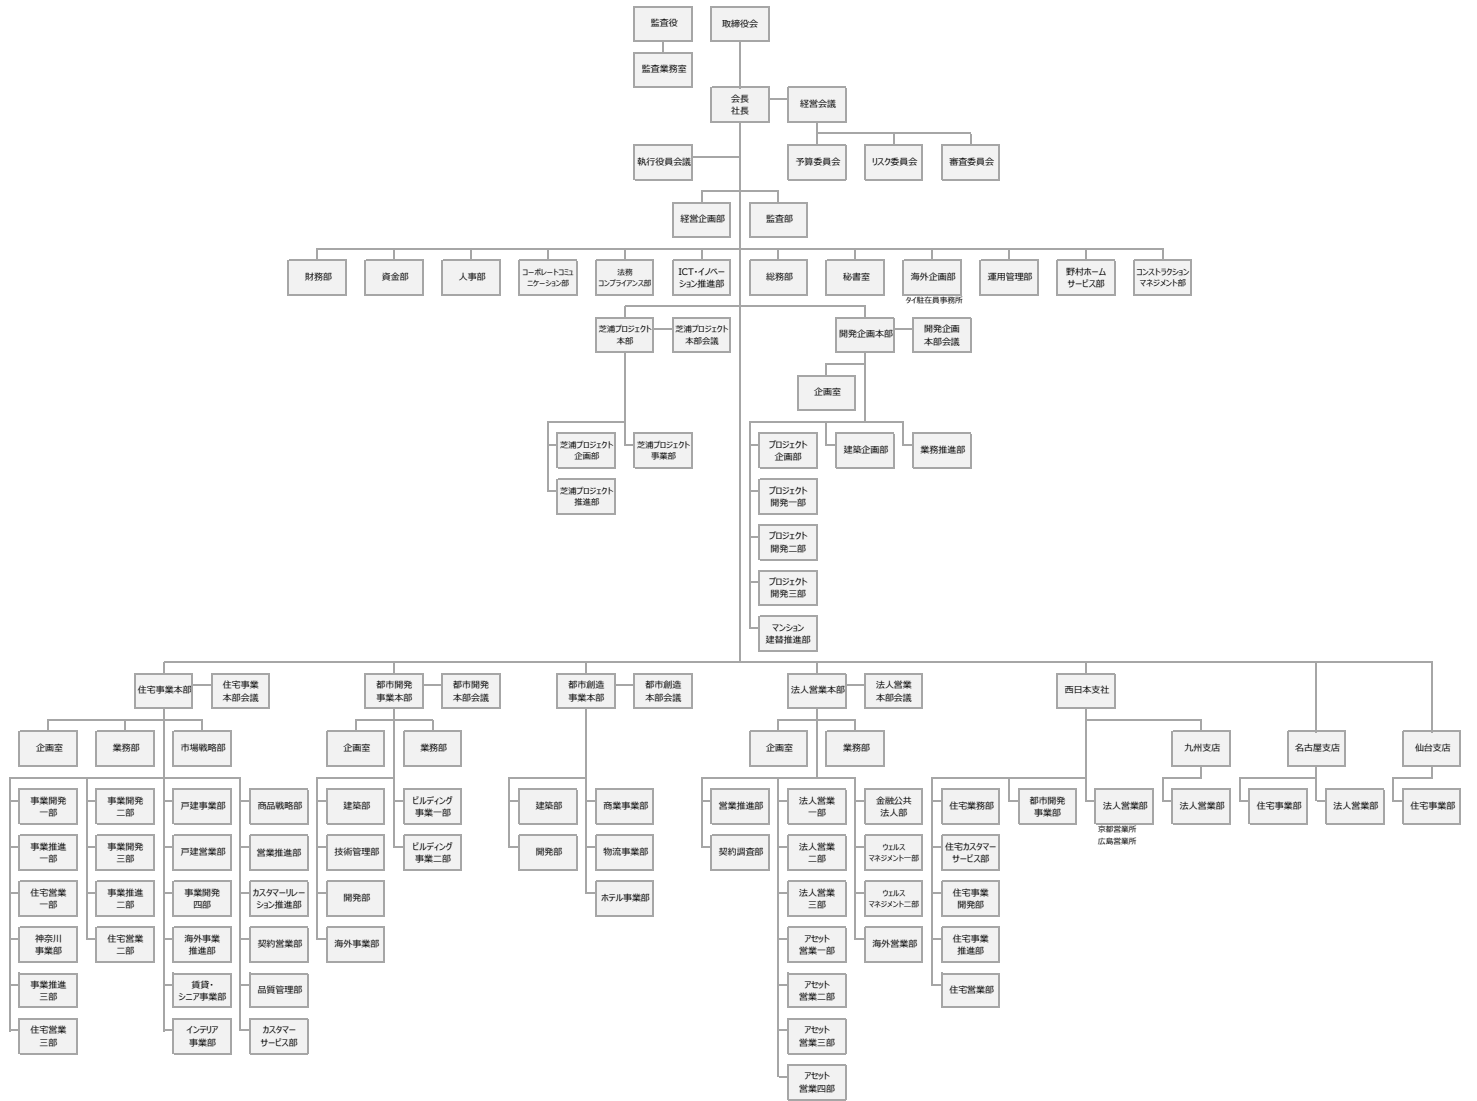 監査役
取締役会
監査業務室
会長
社長
経営会議
執行役員会議
予算委員会
リスク委員会
審査委員会
経営企画部
監査部
財務部
資金部
人事部
コーポレートコミュ
ニケーション部
法務
コンプライアンス部
ICT・イノベー
ション推進部
総務部
秘書室
海外企画部
タイ駐在員事務所
運用管理部
野村ホーム
サービス部
コンストラクション
マネジメント部
芝浦プロジェクト
本部
芝浦プロジェクト
本部会議
開発企画本部
開発企画
本部会議
企画室
芝浦プロジェクト
企画部
芝浦プロジェクト
事業部
芝浦プロジェクト
推進部
プロジェクト
企画部
建築企画部
業務推進部
プロジェクト
開発一部
プロジェクト
開発二部
プロジェクト
開発三部
マンション
建替推進部
住宅事業本部
住宅事業
本部会議
都市開発
事業本部
都市開発
本部会議
都市創造
事業本部
都市創造
本部会議
法人営業本部
法人営業
本部会議
西日本支社
企画室
業務部
市場戦略部
企画室
業務部
企画室
業務部
九州支店
名古屋支店
仙台支店
事業開発
一部
事業開発
二部
戸建事業部
商品戦略部
建築部
ビルディング
事業一部
建築部
商業事業部
営業推進部
法人営業
一部
金融公共
法人部
住宅業務部
都市開発
事業部
法人営業部
京都営業所
広島営業所
法人営業部
住宅事業部
法人営業部
住宅事業部
事業推進
一部
事業開発
三部
戸建営業部
営業推進部
技術管理部
ビルディング
事業二部
開発部
物流事業部
契約調査部
法人営業
二部
ウェルス
マネジメント一部
住宅カスタマー
サービス部
住宅営業
一部
事業推進
二部
事業開発
四部
カスタマーリレー
ション推進部
開発部
ホテル事業部
法人営業
三部
ウェルス
マネジメント二部
住宅事業
開発部
神奈川
事業部
住宅営業
二部
海外事業
推進部
契約営業部
海外事業部
アセット
営業一部
海外営業部
住宅事業
推進部
事業推進
三部
賃貸・
シニア事業部
品質管理部
アセット
営業二部
住宅営業部
住宅営業
三部
インテリア
事業部
カスタマー
サービス部
アセット
営業三部
アセット
営業四部